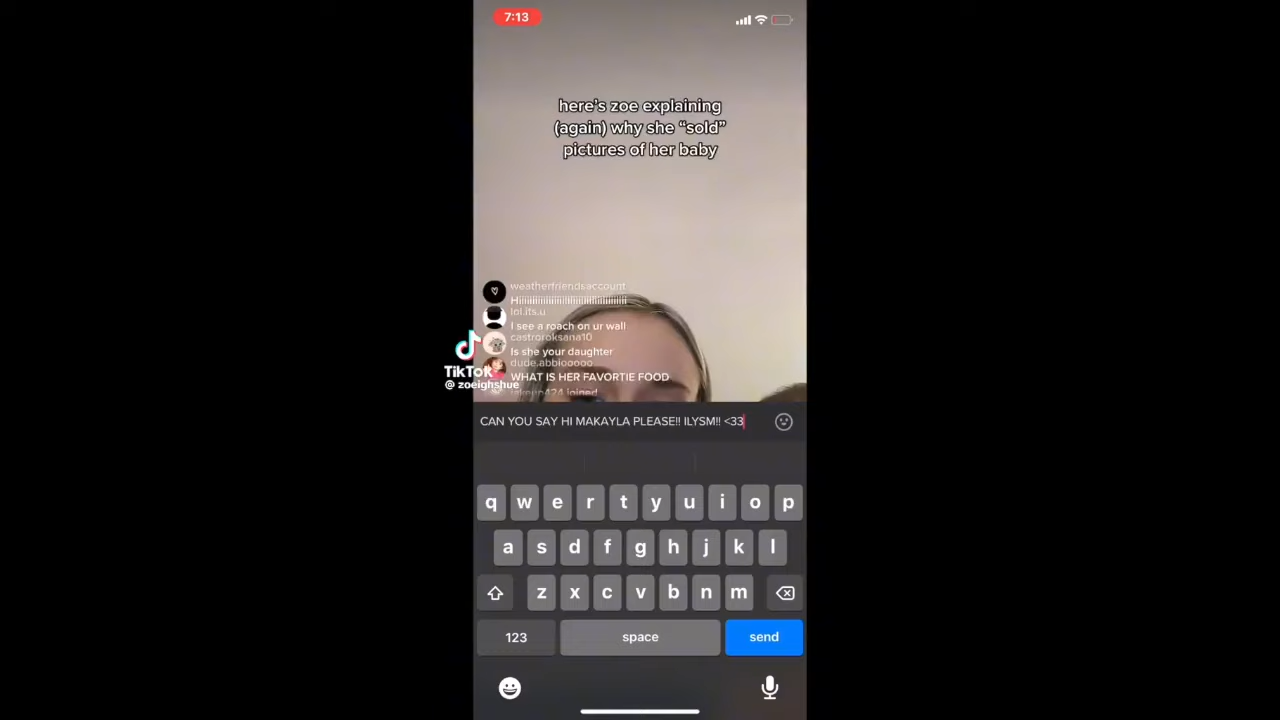 7:13
here's zoe explaining
(again) why she “sold”
pictures of her baby
weatherfriendsaccount
lol.its.u
I see a roach on ur wall
castroroksana10
Is she your daughter
dude.abbiooooo
WHAT IS HER FAVORTIE FOOD
joined
TikTok
@ zoeighshue
CAN YOU SAY HI MAKAYLA PLEASE!! ILYSM!! <33
q w e r t y u i o p
a s d f g h j k l
z x c v b n m
123 space send